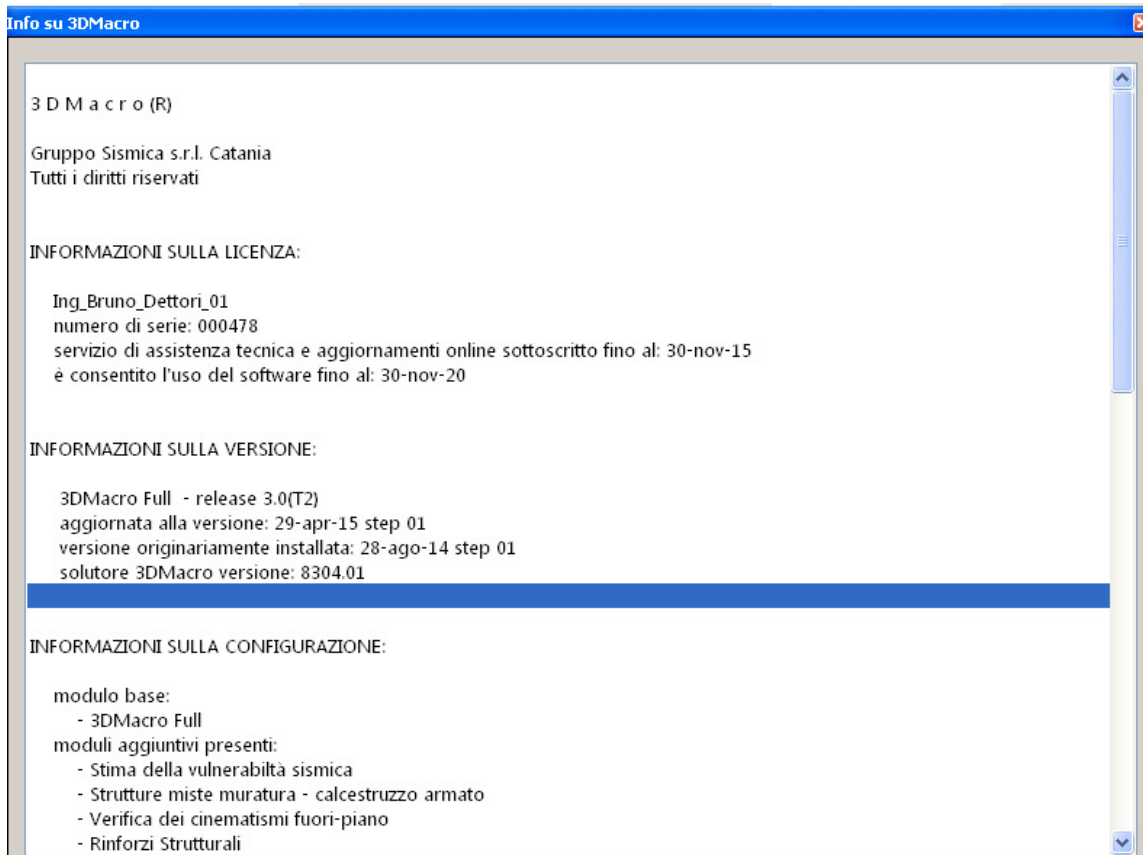 Info su 3DMacro
3 D M a c r o (R)
Gruppo Sismica s.r.l. Catania
Tutti i diritti riservati
INFORMAZIONI SULLA LICENZA:
Ing_Bruno_Dettori_01
numero di serie: 000478
servizio di assistenza tecnica e aggiornamenti online sottoscritto fino al: 30-nov-15
è consentito l'uso del software fino al: 30-nov-20
INFORMAZIONI SULLA VERSIONE:
3DMacro Full - release 3.0(T2)
aggiornata alla versione: 29-apr-15 step 01
versione originariamente installata: 28-ago-14 step 01
solutore 3DMacro versione: 8304.01
INFORMAZIONI SULLA CONFIGURAZIONE:
modulo base:
- 3DMacro Full
moduli aggiuntivi presenti:
- Stima della vulnerabiltà sismica
- Strutture miste muratura - calcestruzzo armato
- Verifica dei cinematismi fuori-piano
- Rinforzi Strutturali